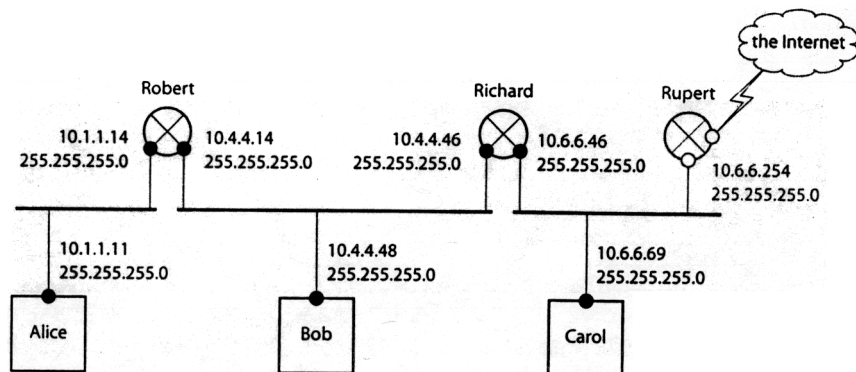 the Internet
Robert
Richard
Rupert
10.1.1.14
255.255.255.0
10.4.4.14
255.255.255.0
10.4.4.46
255.255.255.0
10.6.6.46
255.255.255.0
10.6.6.254
255.255.255.0
10.1.1.11
255.255.255.0
10.4.4.48
255.255.255.0
10.6.6.69
255.255.255.0
Alice
Bob
Carol